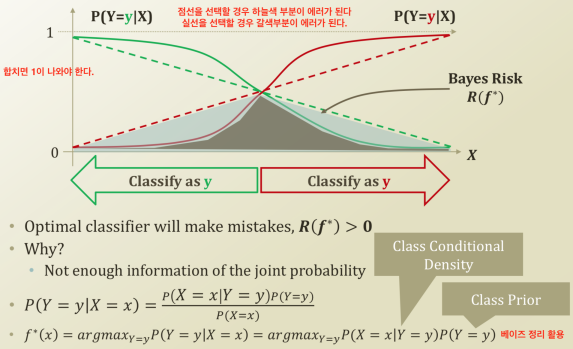 P(Y=y|X)
점선을 선택할 경우 하늘색 부분이 에러가 된다
실선을 선택할 경우 갈색부분이 에러가 된다.
P(Y=y|X)
1
합치면 1이 나와야 한다.
Bayes Risk
R(f*)
0
X
Classify as y
Classify as y
• Optimal classifier will make mistakes, R(f*) > 0
• Why?
• Not enough information of the joint probability
Class Conditional
Density
• P(Y = y|X = x) = P(X = x|Y = y)P(Y=y) / P(X=x)
Class Prior
• f*(x) = argmax_{Y=y}P(Y = y|X = x) = argmax_{Y=y}P(X = x|Y = y)P(Y = y) 베이즈 정리 활용